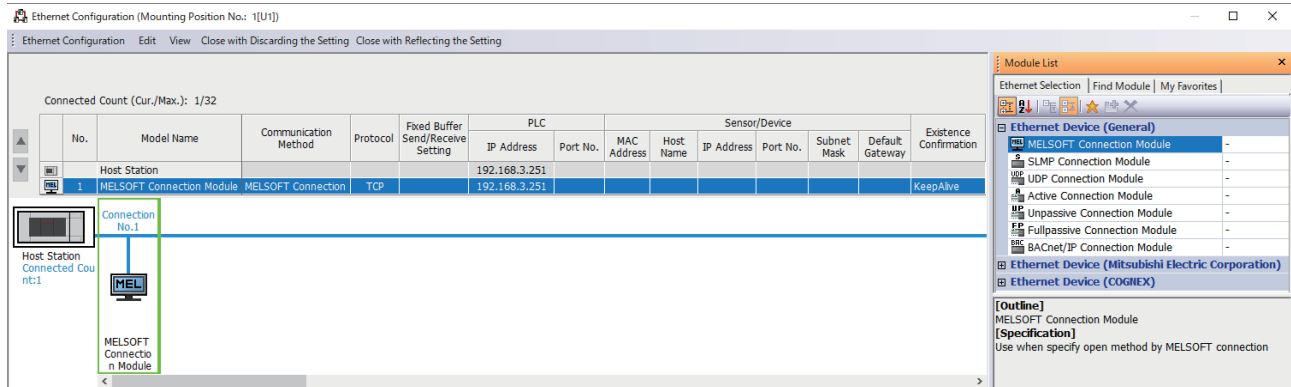 Ethernet Configuration (Mounting Position No.: 1[U1])
Ethernet Configuration Edit View Close with Discarding the Setting Close with Reflecting the Setting
Connected Count (Cur./Max.): 1/32
No. Model Name Communication Method Protocol Fixed Buffer Send/Receive Setting PLC Sensor/Device Existence Confirmation
IP Address Port No. MAC Address Host Name IP Address Port No. Subnet Mask Default Gateway
Host Station 192.168.3.251
1 MELSOFT Connection Module MELSOFT Connection TCP 192.168.3.251 KeepAlive
Connection
No.1
Host Station
Connected Cou
nt:1
MEL
MELSOFT
Connectio
n Module
Module List
Ethernet Selection Find Module My Favorites
Ethernet Device (General)
MELSOFT Connection Module -
SLMP Connection Module -
UDP Connection Module -
Active Connection Module -
Unpassive Connection Module -
Fullpassive Connection Module -
BACnet/IP Connection Module -
Ethernet Device (Mitsubishi Electric Corporation)
Ethernet Device (COGNEX)
[Outline]
MELSOFT Connection Module
[Specification]
Use when specify open method by MELSOFT connection